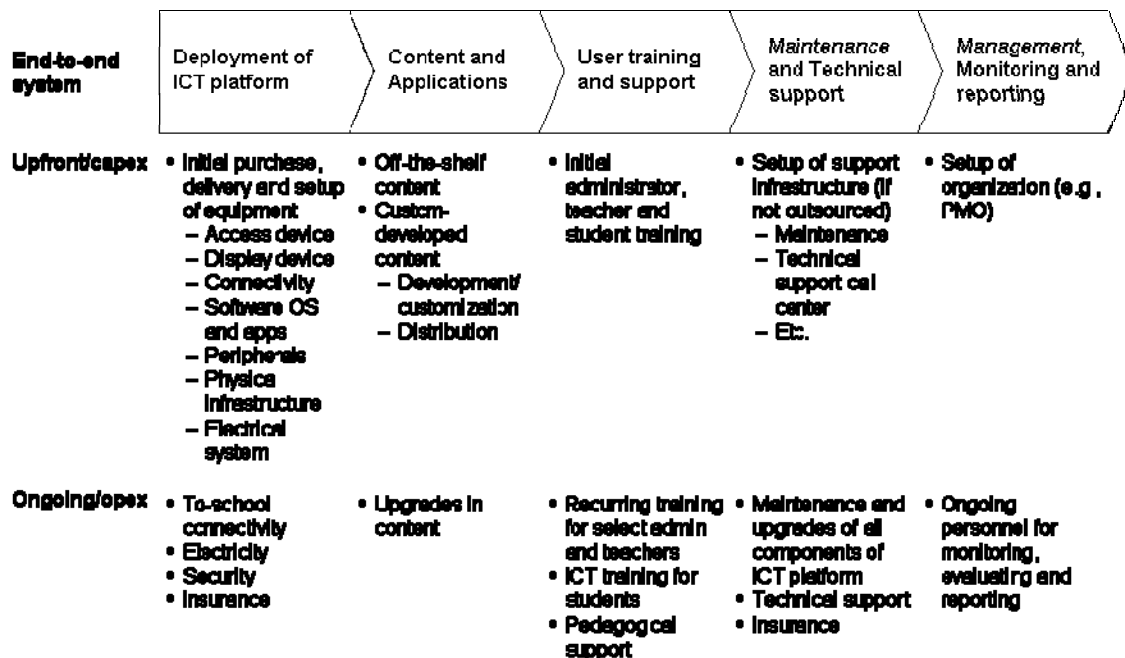 End-to-end
system
Deployment of
ICT platform
Content and
Applications
User training
and support
Maintenance
and Technical
support
Management,
Monitoring and
reporting
Upfront/capex
• Initial purchase,
delivery and setup
of equipment
– Access device
– Display device
– Connectivity
– Software OS
and apps
– Peripherals
– Physica
infrastructure
– Electrical
system
• Off-the-shelf
content
• Custom-
developed
content
– Development/
customization
– Distribution
• Initial
administrator,
teacher and
student training
• Setup of support
infrastructure (if
not outsourced)
– Maintenance
– Technical
support call
center
– Etc.
• Setup of
organization (e.g.,
PMO)
Ongoing/opex
• To-school
connectivity
• Electricity
• Security
• Insurance
• Upgrades in
content
• Recurring training
for select admin
and teachers
• ICT training for
students
• Pedagogical
support
• Maintenance and
upgrades of all
components of
ICT platform
• Technical support
• Insurance
• Ongoing
personnel for
monitoring,
evaluating and
reporting